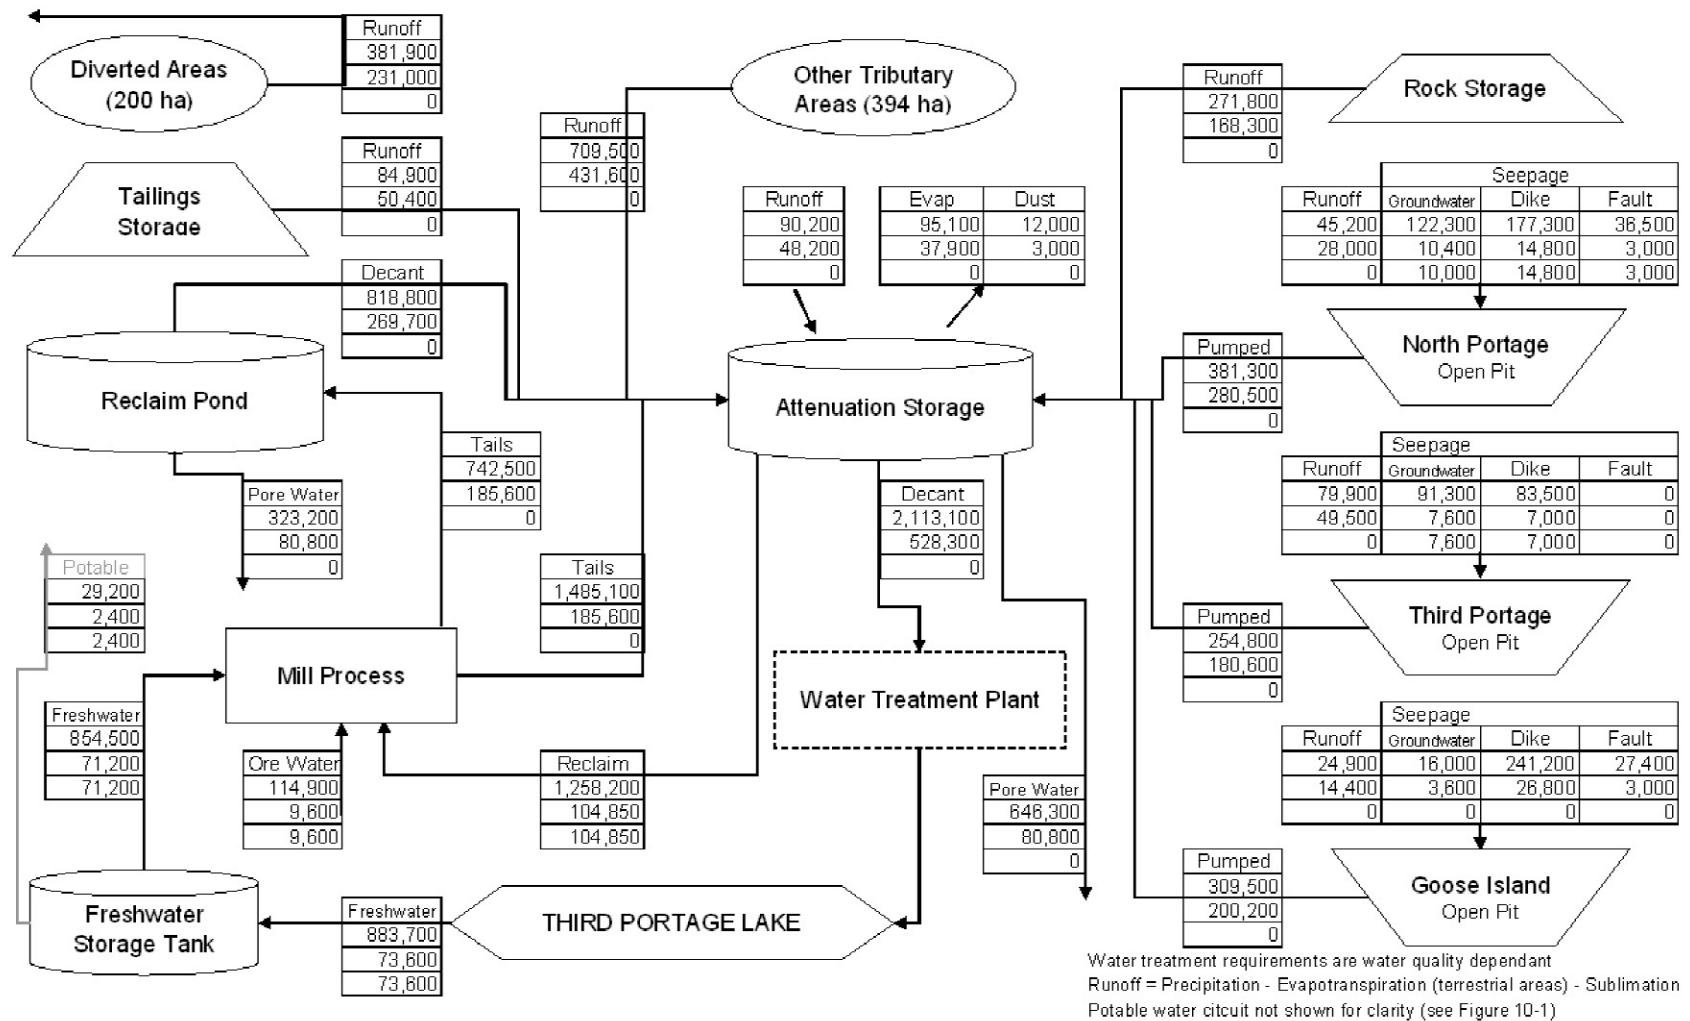 Diverted Areas
(200 ha)
Runoff
381,900
231,000
0
Other Tributary
Areas (394 ha)
Runoff
709,500
431,600
0
Runoff
271,800
168,300
0
Rock Storage
Tailings
Storage
Runoff
84,900
50,400
0
Runoff
90,200
48,200
0
Evap Dust
95,100 12,000
37,900 3,000
0 0
Seepage
Runoff Groundwater Dike Fault
45,200 122,300 177,300 36,500
28,000 10,400 14,800 3,000
0 10,000 14,800 3,000
Decant
818,800
269,700
0
Reclaim Pond
Attenuation Storage
Pumped
381,300
280,500
0
North Portage
Open Pit
Tails
742,500
185,600
0
Pore Water
323,200
80,800
0
Decant
2,113,100
528,300
0
Seepage
Runoff Groundwater Dike Fault
79,900 91,300 83,500 0
49,500 7,600 7,000 0
0 7,600 7,000 0
Potable
29,200
2,400
2,400
Tails
1,485,100
185,600
0
Pumped
254,800
180,600
0
Third Portage
Open Pit
Mill Process
Water Treatment Plant
Freshwater
854,500
71,200
71,200
Ore Water
114,900
9,600
9,600
Reclaim
1,258,200
104,850
104,850
Pore Water
646,300
80,800
0
Seepage
Runoff Groundwater Dike Fault
24,900 16,000 241,200 27,400
14,400 3,600 26,800 3,000
0 0 0 0
Pumped
309,500
200,200
0
Goose Island
Open Pit
Freshwater
Storage Tank
Freshwater
883,700
73,600
73,600
THIRD PORTAGE LAKE
Water treatment requirements are water quality dependant
Runoff = Precipitation - Evapotranspiration (terrestrial areas) - Sublimation
Potable water citcuit not shown for clarity (see Figure 10-1)